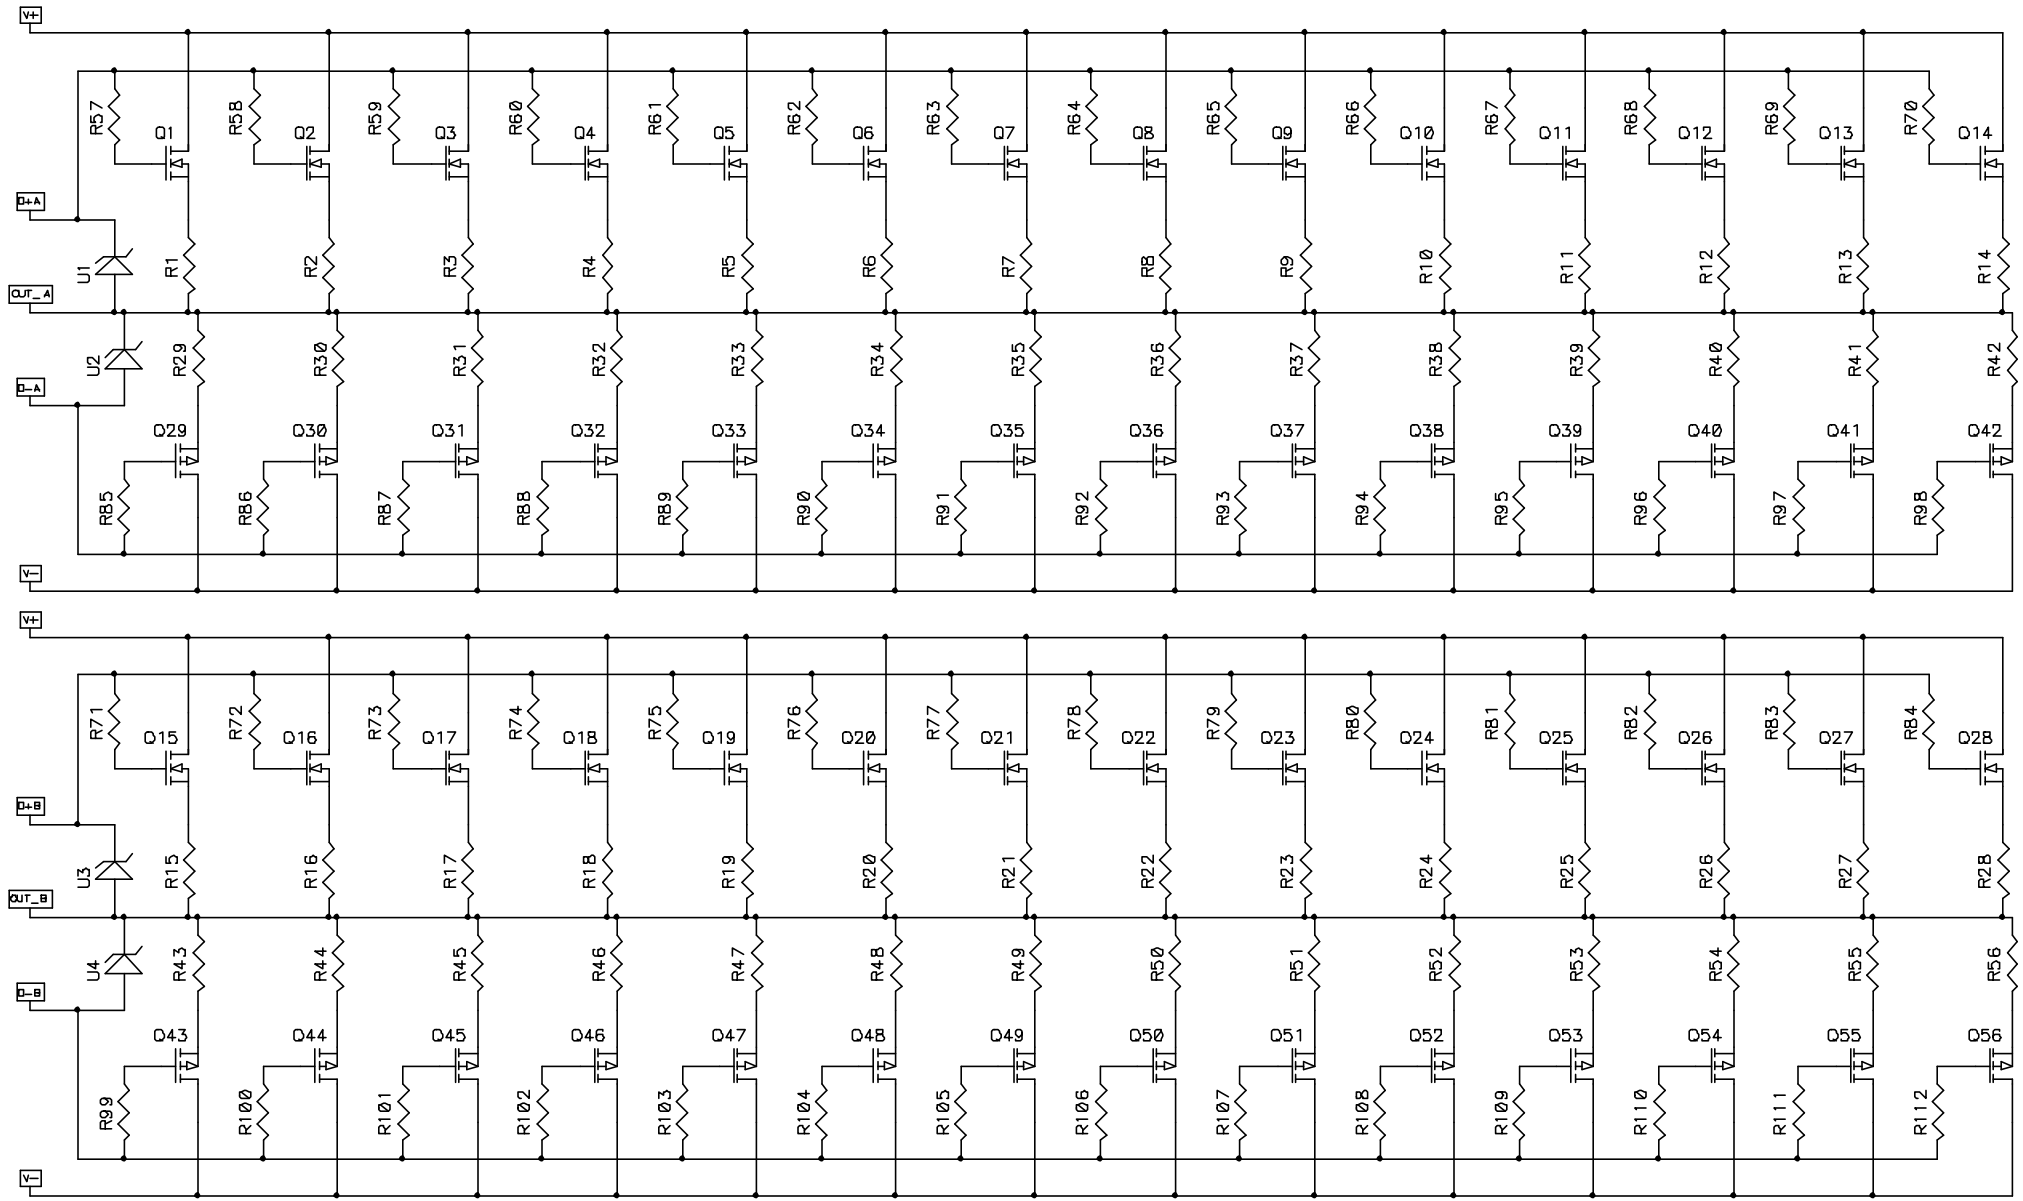 V+
R57 R58 R59 R60 R61 R62 R63 R64 R65 R66 R67 R68 R69 R70
Q1 Q2 Q3 Q4 Q5 Q6 Q7 Q8 Q9 Q10 Q11 Q12 Q13 Q14
D+A
U1 R1 R2 R3 R4 R5 R6 R7 R8 R9 R10 R11 R12 R13 R14
OUT_A
U2 R29 R30 R31 R32 R33 R34 R35 R36 R37 R38 R39 R40 R41 R42
D-A
Q29 Q30 Q31 Q32 Q33 Q34 Q35 Q36 Q37 Q38 Q39 Q40 Q41 Q42
R85 R86 R87 R88 R89 R90 R91 R92 R93 R94 R95 R96 R97 R98
V-
V+
R71 R72 R73 R74 R75 R76 R77 R78 R79 R80 R81 R82 R83 R84
Q15 Q16 Q17 Q18 Q19 Q20 Q21 Q22 Q23 Q24 Q25 Q26 Q27 Q28
D+B
U3 R15 R16 R17 R18 R19 R20 R21 R22 R23 R24 R25 R26 R27 R28
OUT_B
U4 R43 R44 R45 R46 R47 R48 R49 R50 R51 R52 R53 R54 R55 R56
D-B
Q43 Q44 Q45 Q46 Q47 Q48 Q49 Q50 Q51 Q52 Q53 Q54 Q55 Q56
R99 R100 R101 R102 R103 R104 R105 R106 R107 R108 R109 R110 R111 R112
V-